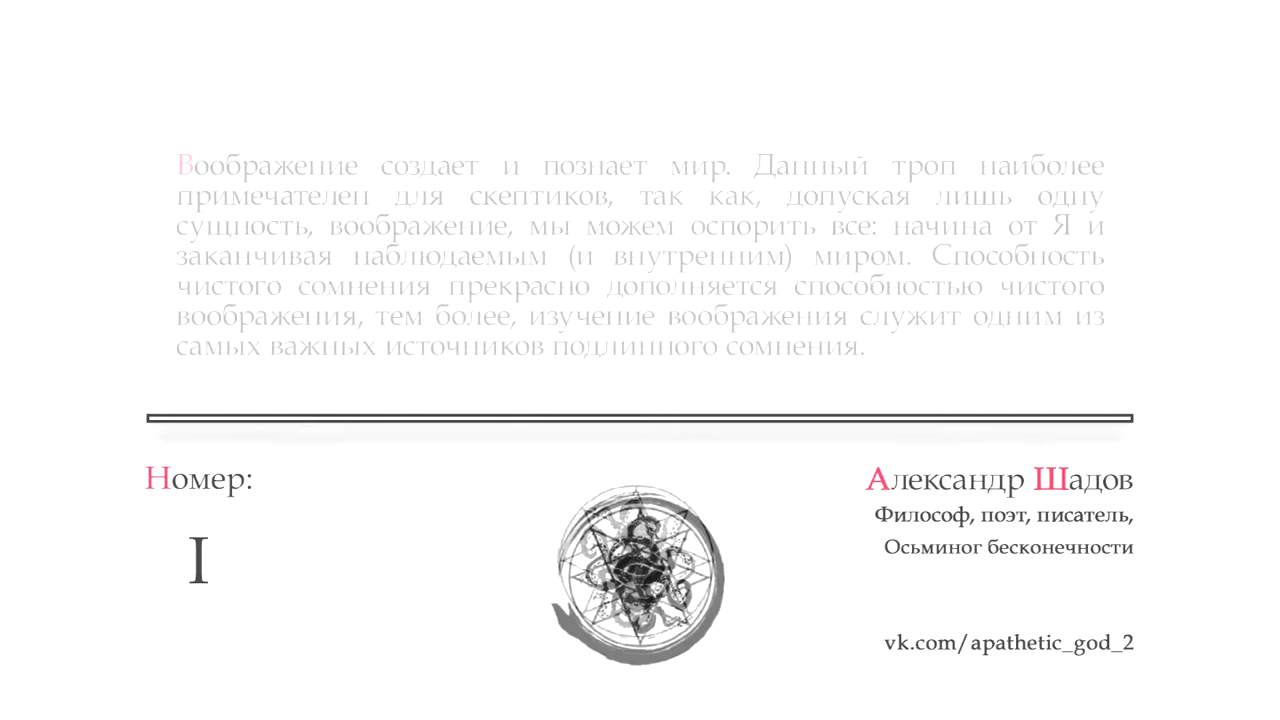 Воображение создает и познает мир. Данный троп наиболее
примечателен для скептиков, так как, допуская лишь одну
сущность, воображение, мы можем оспорить все: начина от Я и
заканчивая наблюдаемым (и внутренним) миром. Способность
чистого сомнения прекрасно дополняется способностью чистого
воображения, тем более, изучение воображения служит одним из
самых важных источников подлинного сомнения.
Номер:
I
Александр Шадов
Философ, поэт, писатель,
Осьминог бесконечности
vk.com/apathetic_god_2